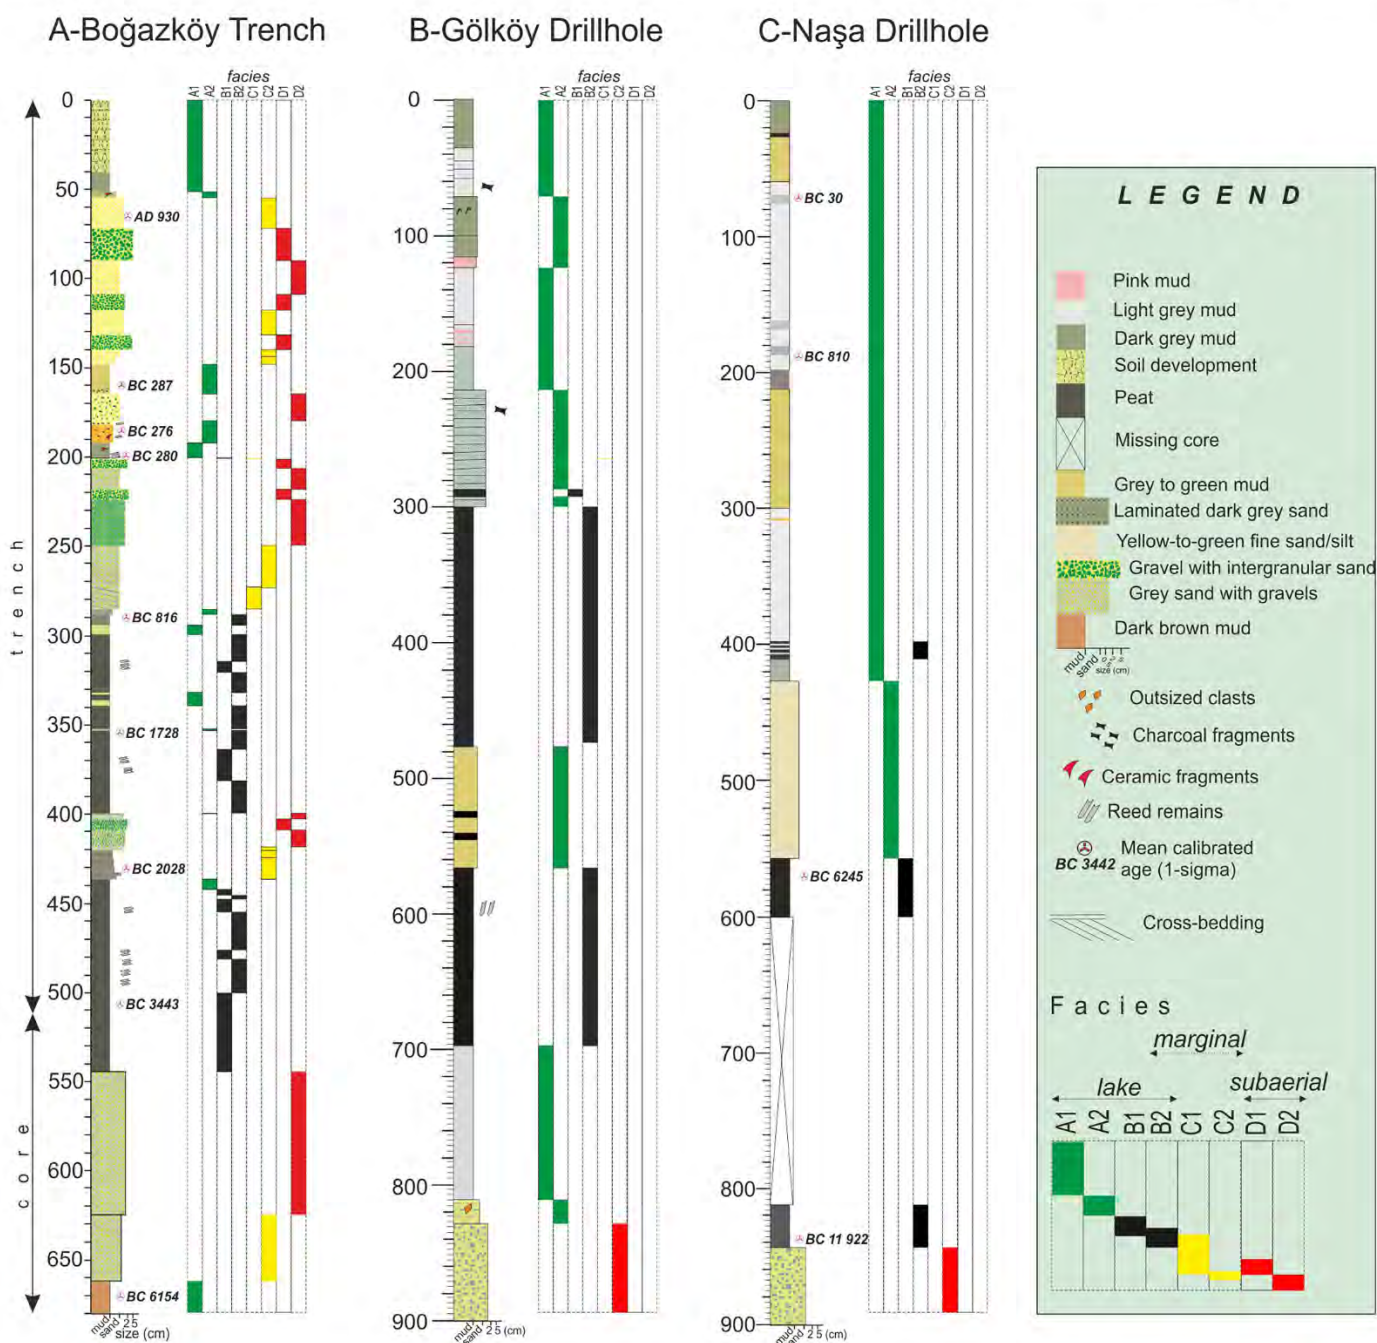 A-Boğazköy Trench
B-Gölköy Drillhole
C-Naşa Drillhole
facies
A1
A2
B1
B2
C1
C2
D1
D2
0
50
100
150
200
250
300
350
400
450
500
550
600
650
trench
core
AD 930
BC 287
BC 276
BC 280
BC 816
BC 1728
BC 2028
BC 3443
BC 6154
mud
sand
2 5
size (cm)
facies
A1
A2
B1
B2
C1
C2
D1
D2
0
100
200
300
400
500
600
700
800
900
mud
sand
2 5 (cm)
facies
A1
A2
B1
B2
C1
C2
D1
D2
0
100
200
300
400
500
600
700
800
900
BC 30
BC 810
BC 6245
BC 11 922
mud
sand
2 5 (cm)
LEGEND
Pink mud
Light grey mud
Dark grey mud
Soil development
Peat
Missing core
Grey to green mud
Laminated dark grey sand
Yellow-to-green fine sand/silt
Gravel with intergranular sand
Grey sand with gravels
Dark brown mud
mud
sand
size (cm)
Outsized clasts
Charcoal fragments
Ceramic fragments
Reed remains
Mean calibrated
BC 3442 age (1-sigma)
Cross-bedding
Facies
marginal
lake
subaerial
A1
A2
B1
B2
C1
C2
D1
D2